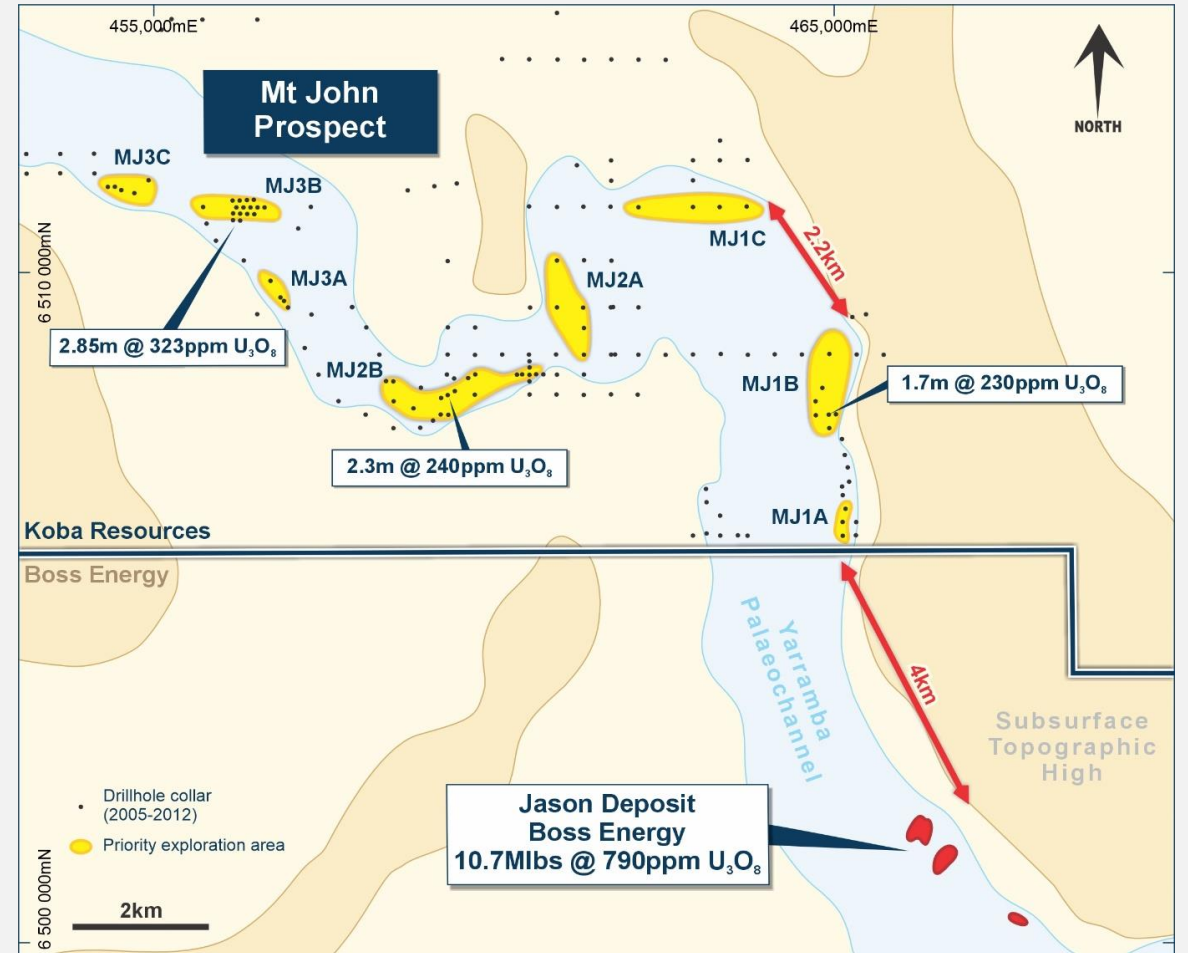 455,000mE
465,000mE
Mt John
Prospect
NORTH
MJ3C
MJ3B
MJ1C
2.2km
6 510 000mN
MJ3A
MJ2A
2.85m @ 323ppm U₃O₈
MJ2B
MJ1B
1.7m @ 230ppm U₃O₈
2.3m @ 240ppm U₃O₈
MJ1A
Koba Resources
Boss Energy
Yarramba
Palaeochannel
4km
Subsurface
Topographic
High
Drillhole collar
(2005-2012)
Priority exploration area
Jason Deposit
Boss Energy
10.7Mlbs @ 790ppm U₃O₈
2km
6 500 000mN